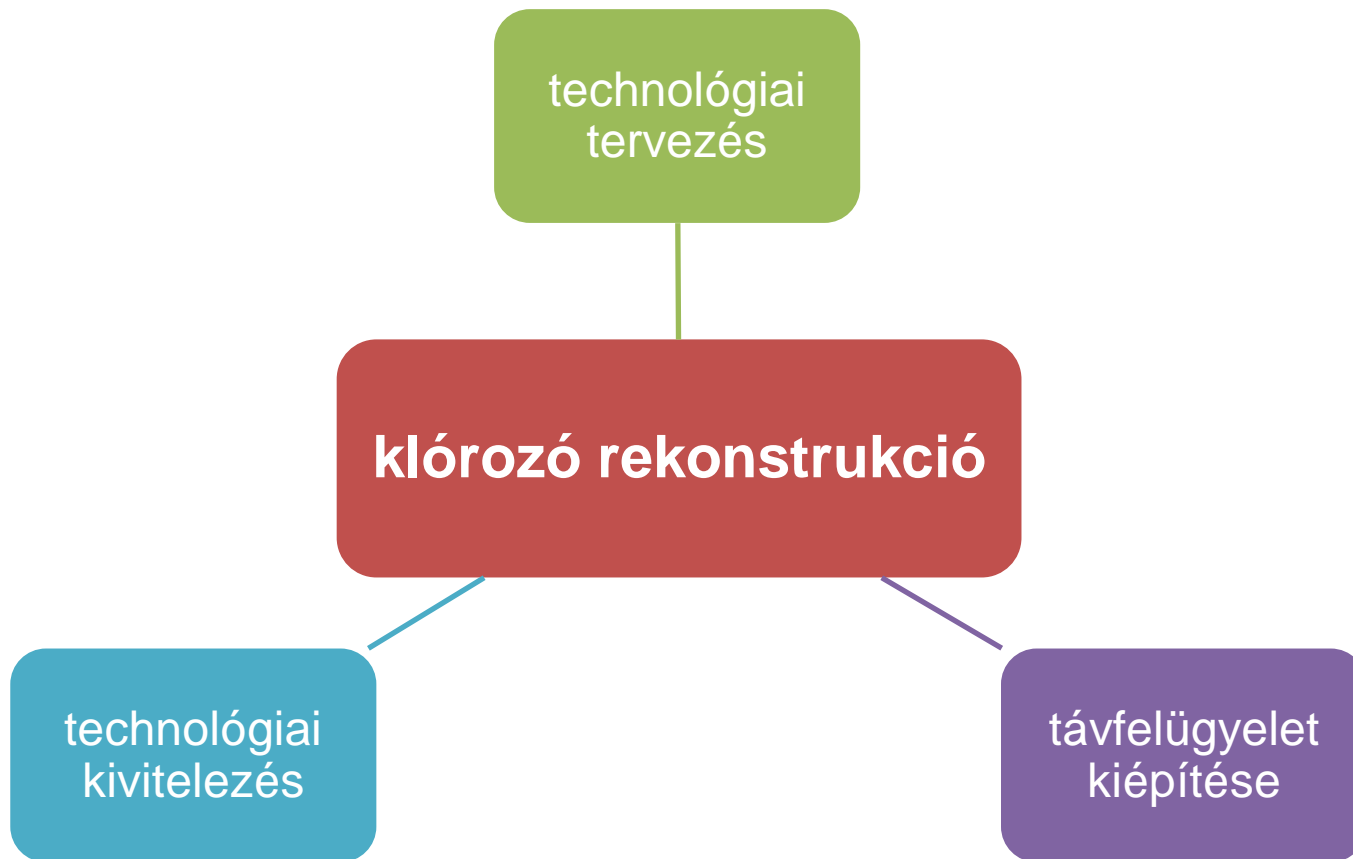 technológiai
tervezés
klórozó rekonstrukció
technológiai
kivitelezés
távfelügyelet
kiépítése